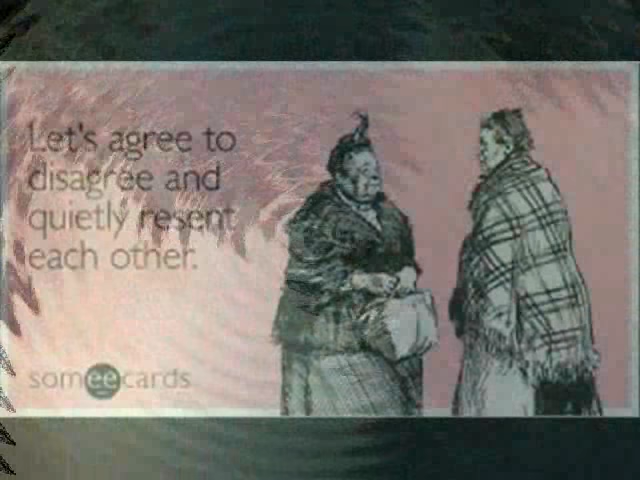 Let's agree to
disagree and
quietly resent
each other.
someecards